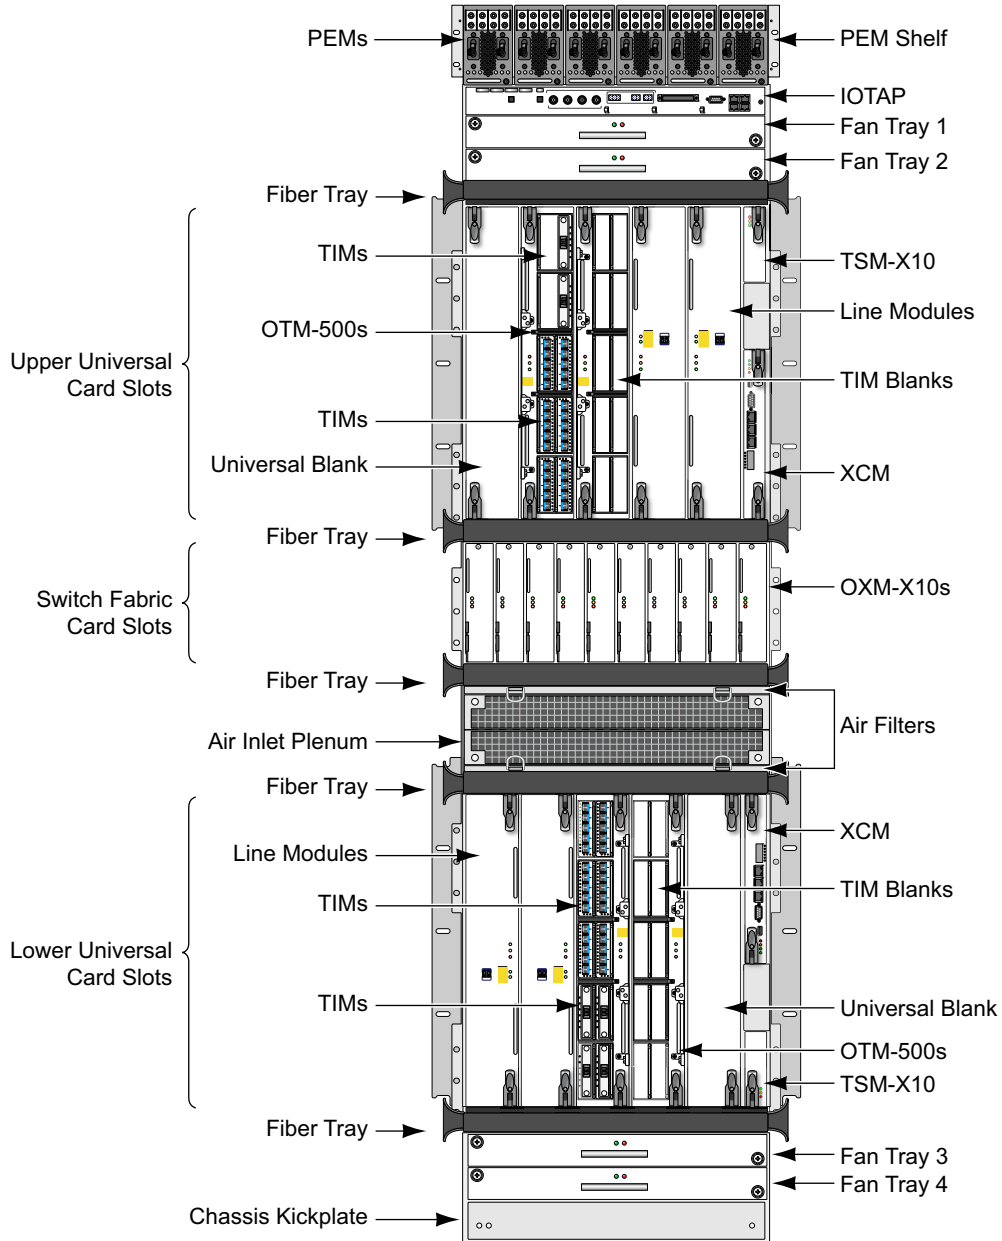 PEMs
PEM Shelf
IOTAP
Fan Tray 1
Fan Tray 2
Fiber Tray
TIMs
TSM-X10
Line Modules
OTM-500s
Upper Universal
Card Slots
TIM Blanks
TIMs
Universal Blank
XCM
Fiber Tray
OXM-X10s
Switch Fabric
Card Slots
Fiber Tray
Air Filters
Air Inlet Plenum
Fiber Tray
XCM
Line Modules
TIM Blanks
TIMs
Lower Universal
Card Slots
TIMs
Universal Blank
OTM-500s
TSM-X10
Fiber Tray
Fan Tray 3
Fan Tray 4
Chassis Kickplate